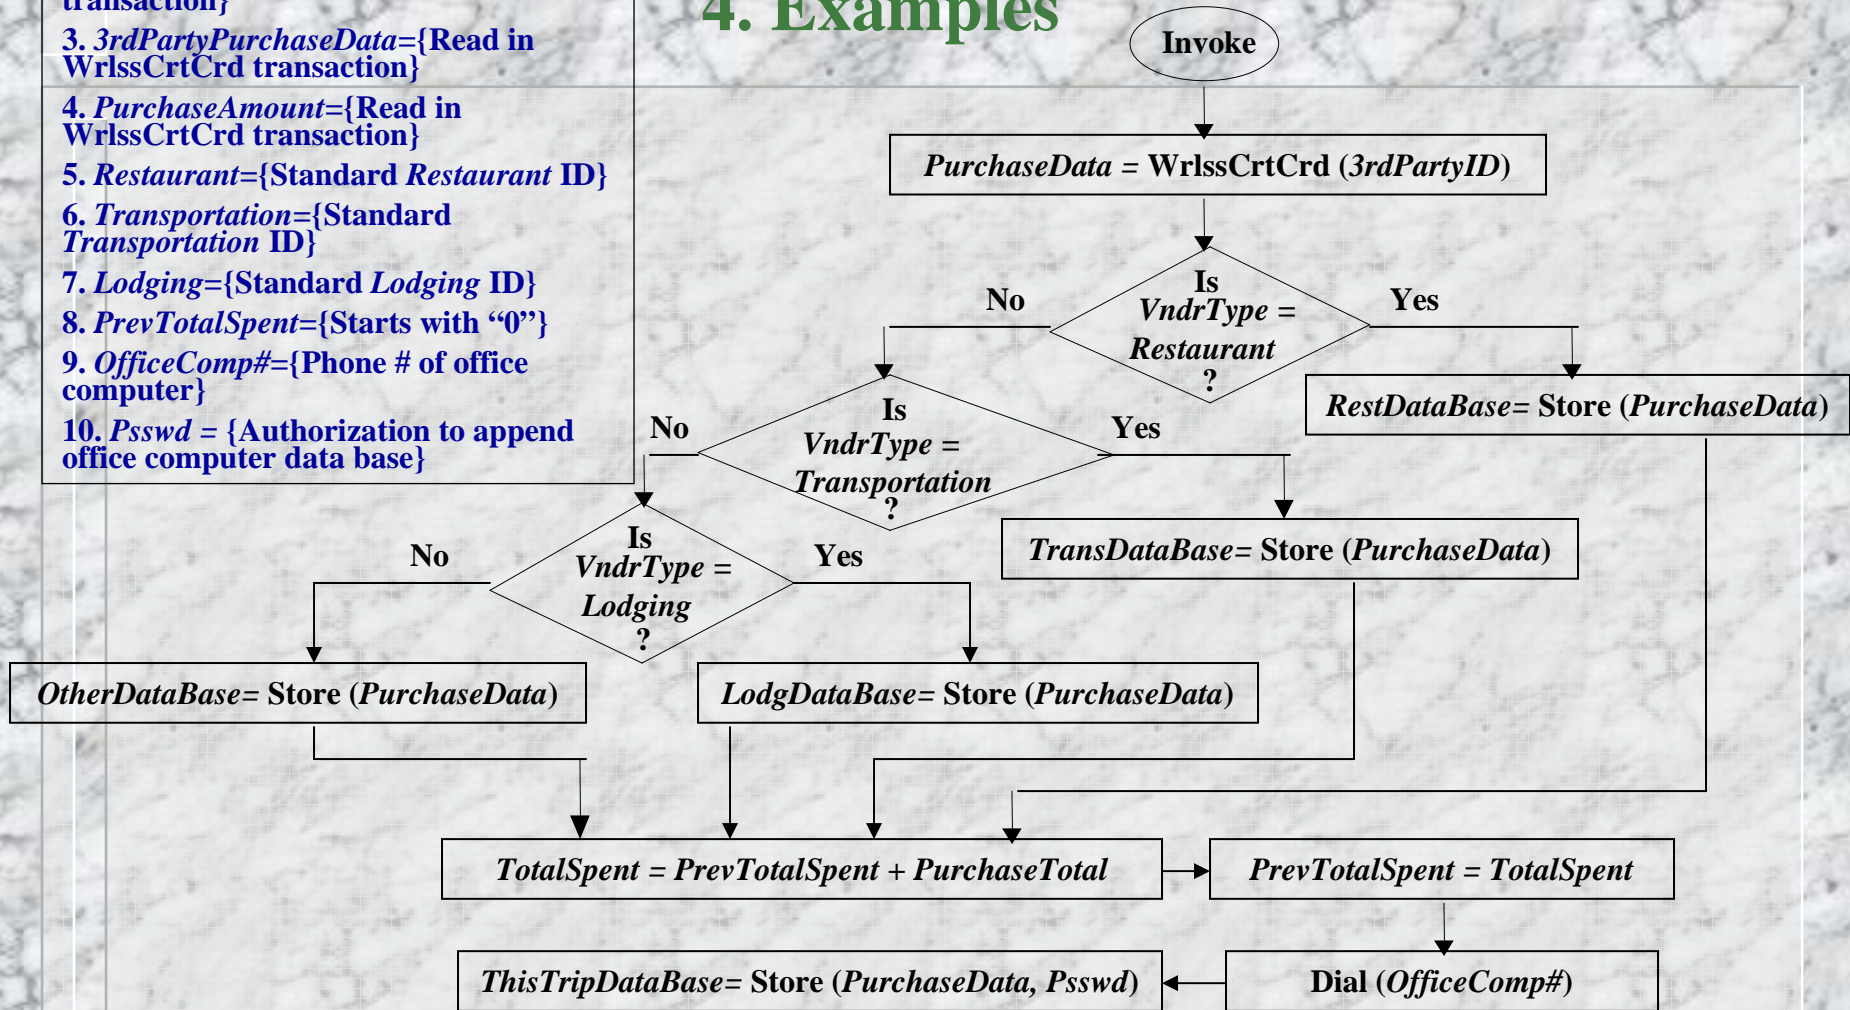 transaction}
3. 3rdPartyPurchaseData={Read in
WrlssCrtCrd transaction}
4. PurchaseAmount={Read in
WrlssCrtCrd transaction}
5. Restaurant={Standard Restaurant ID}
6. Transportation={Standard
Transportation ID}
7. Lodging={Standard Lodging ID}
8. PrevTotalSpent={Starts with “0”}
9. OfficeComp#={Phone # of office
computer}
10. Psswd = {Authorization to append
office computer data base}
4. Examples
Invoke
PurchaseData = WrlssCrtCrd (3rdPartyID)
Is
VndrType =
Restaurant
?
No
Yes
RestDataBase= Store (PurchaseData)
Is
VndrType =
Transportation
?
No
Yes
TransDataBase= Store (PurchaseData)
Is
VndrType =
Lodging
?
No
Yes
OtherDataBase= Store (PurchaseData)
LodgDataBase= Store (PurchaseData)
TotalSpent = PrevTotalSpent + PurchaseTotal
PrevTotalSpent = TotalSpent
ThisTripDataBase= Store (PurchaseData, Psswd)
Dial (OfficeComp#)